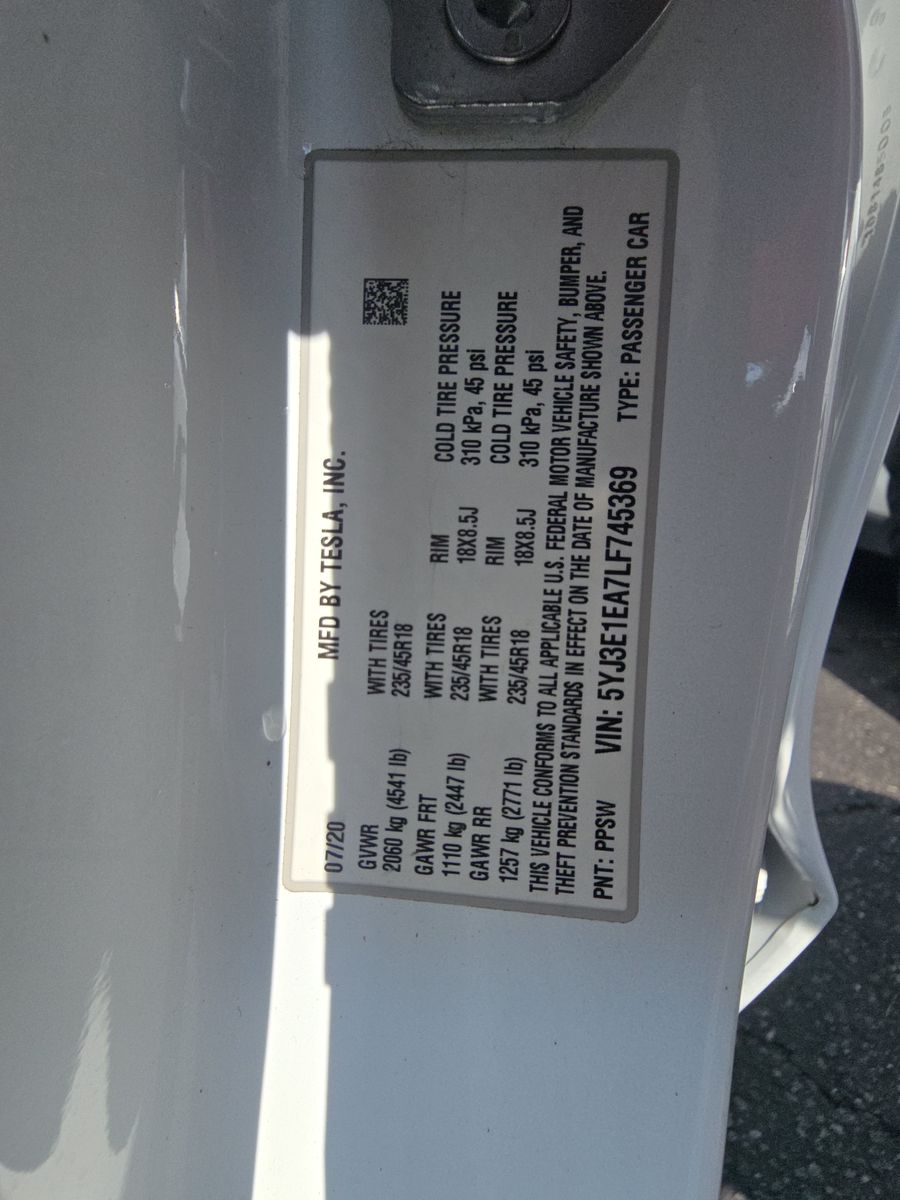 MFD BY TESLA, INC.
07/20
GVWR WITH TIRES
2060 kg (4541 lb) 235/45R18
GAWR FRT WITH TIRES RIM COLD TIRE PRESSURE
1110 kg (2447 lb) 235/45R18 18X8.5J 310 kPa, 45 psi
GAWR RR WITH TIRES RIM COLD TIRE PRESSURE
1257 kg (2771 lb) 235/45R18 18X8.5J 310 kPa, 45 psi
THIS VEHICLE CONFORMS TO ALL APPLICABLE U.S. FEDERAL MOTOR VEHICLE SAFETY, BUMPER, AND
THEFT PREVENTION STANDARDS IN EFFECT ON THE DATE OF MANUFACTURE SHOWN ABOVE.
PNT: PPSW VIN: 5YJ3E1EA7LF745369 TYPE: PASSENGER CAR